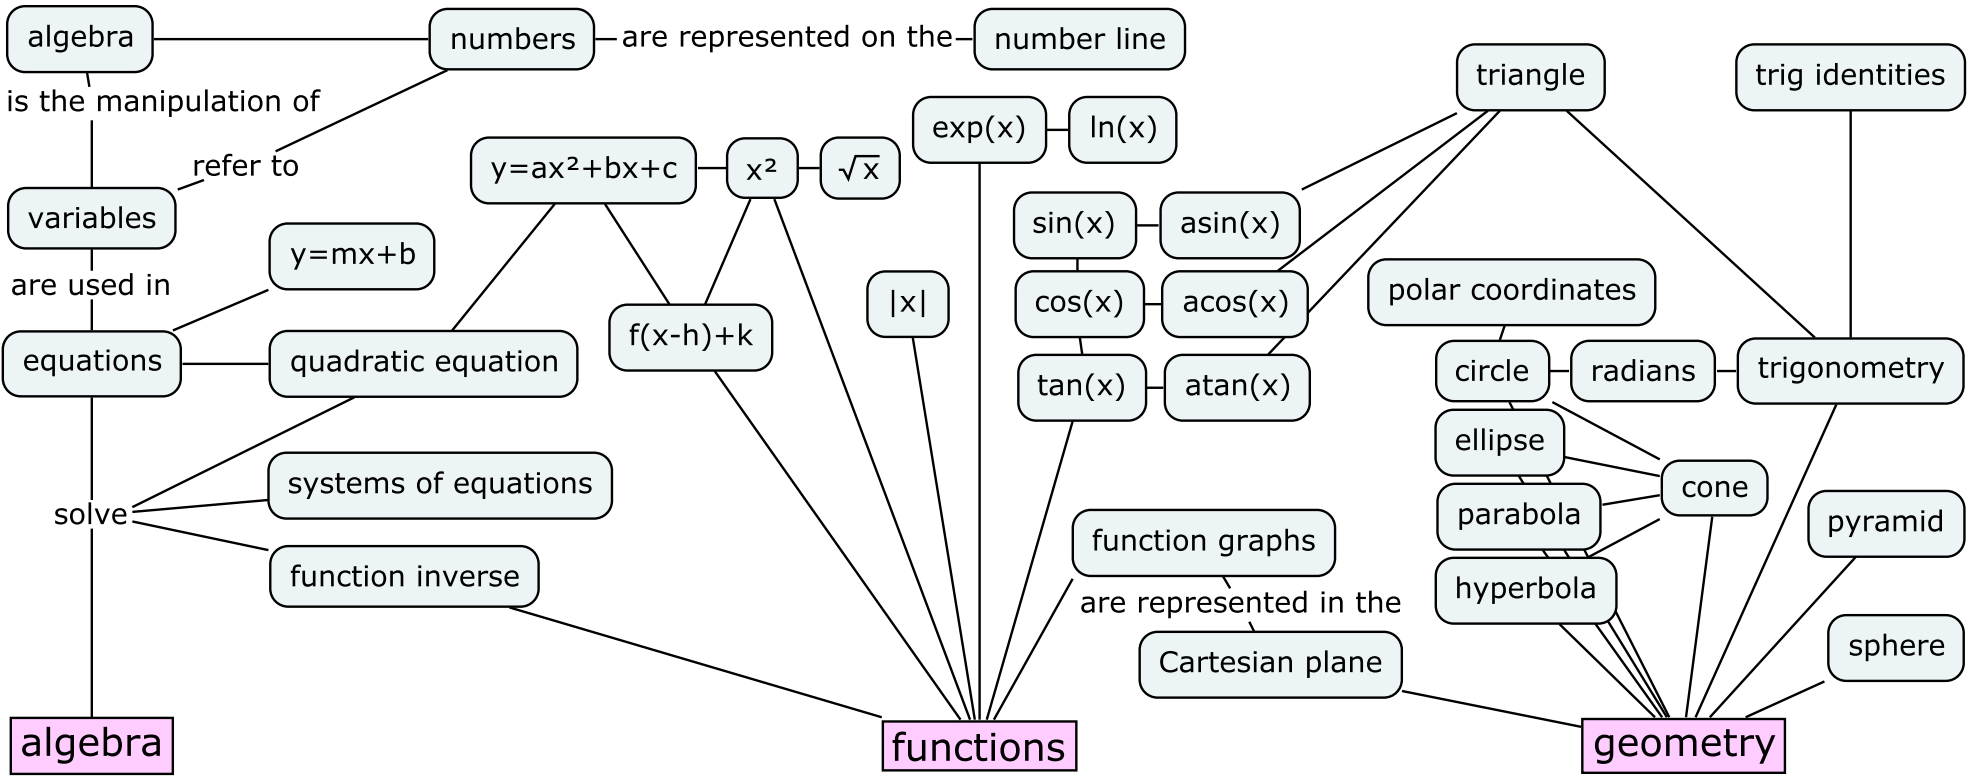 algebra
numbers
are represented on the
number line
triangle
trig identities
is the manipulation of
exp(x)
ln(x)
refer to
y=ax²+bx+c
x²
√x
variables
sin(x)
asin(x)
y=mx+b
are used in
|x|
cos(x)
acos(x)
polar coordinates
equations
quadratic equation
f(x-h)+k
tan(x)
atan(x)
circle
radians
trigonometry
ellipse
systems of equations
cone
solve
parabola
pyramid
function graphs
function inverse
hyperbola
are represented in the
Cartesian plane
sphere
algebra
functions
geometry